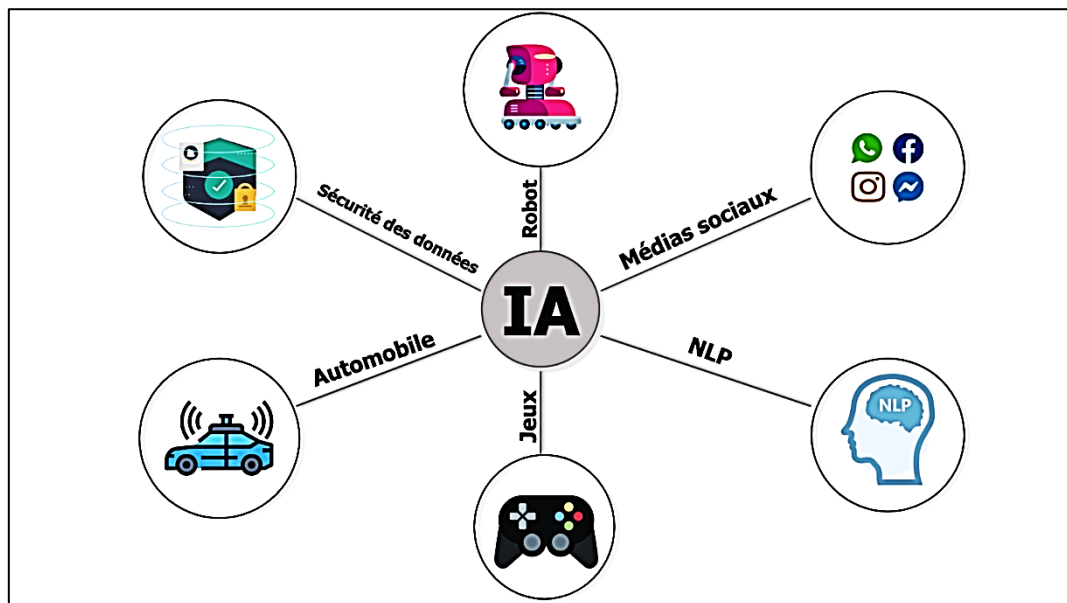 Robot
Sécurité des données
Médias sociaux
IA
Automobile
NLP
NLP
Jeux